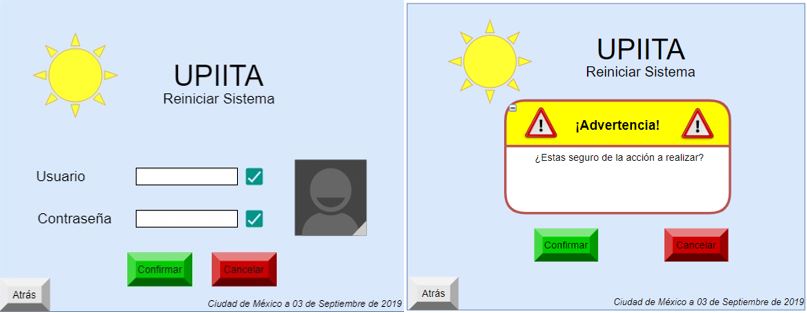 UPIITA
Reiniciar Sistema
Usuario
Contraseña
Confirmar
Cancelar
Atrás
Ciudad de México a 03 de Septiembre de 2019
UPIITA
Reiniciar Sistema
¡Advertencia!
¿Estas seguro de la acción a realizar?
Confirmar
Cancelar
Atrás
Ciudad de México a 03 de Septiembre de 2019